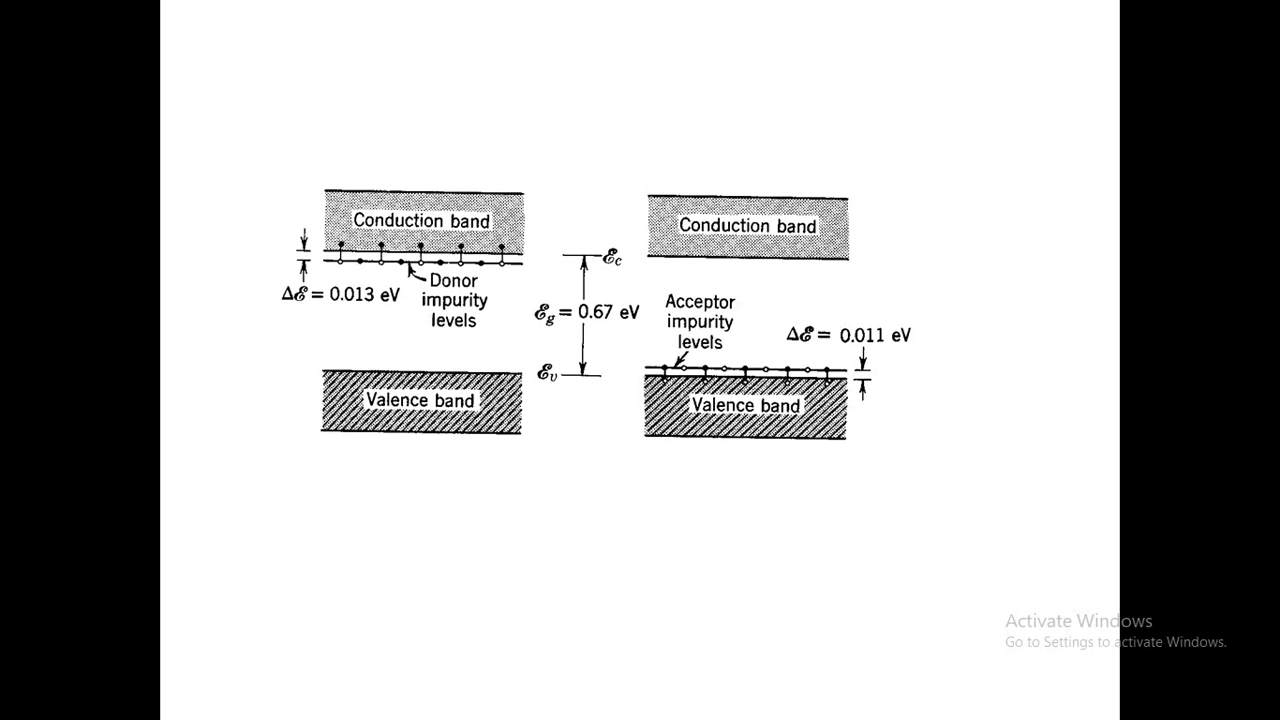 Conduction band
Δℰ = 0.013 eV
Donor
impurity
levels
Valence band
ℰc
ℰg = 0.67 eV
ℰv
Conduction band
Acceptor
impurity
levels
Δℰ = 0.011 eV
Valence band
Activate Windows
Go to Settings to activate Windows.